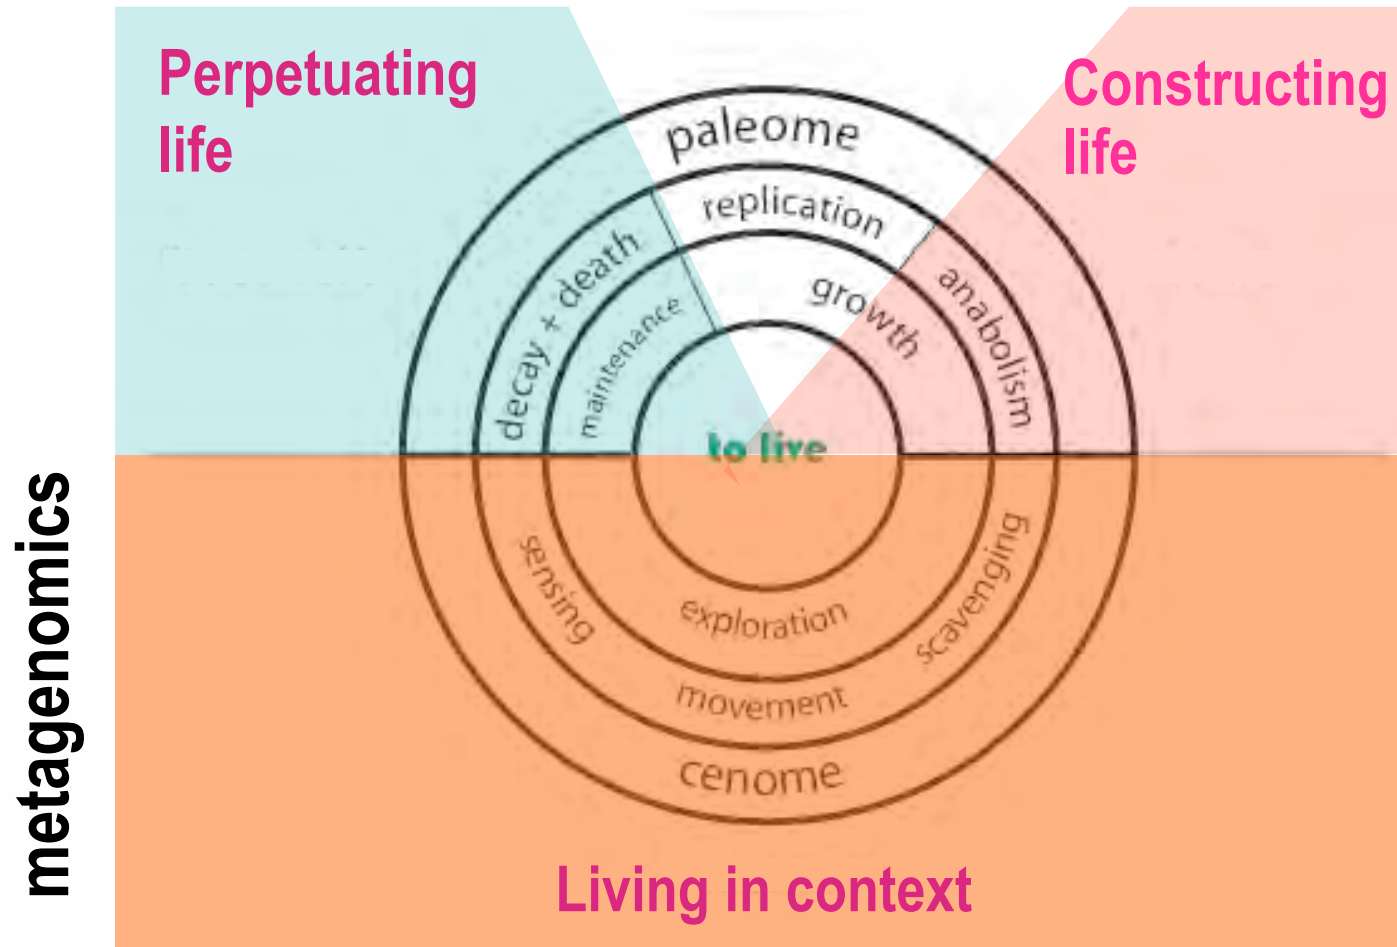 Perpetuating
life
Constructing
life
paleome
replication
growth
decay + death
maintenance
anabolism
to live
sensing
exploration
scavenging
movement
cenome
metagenomics
Living in context